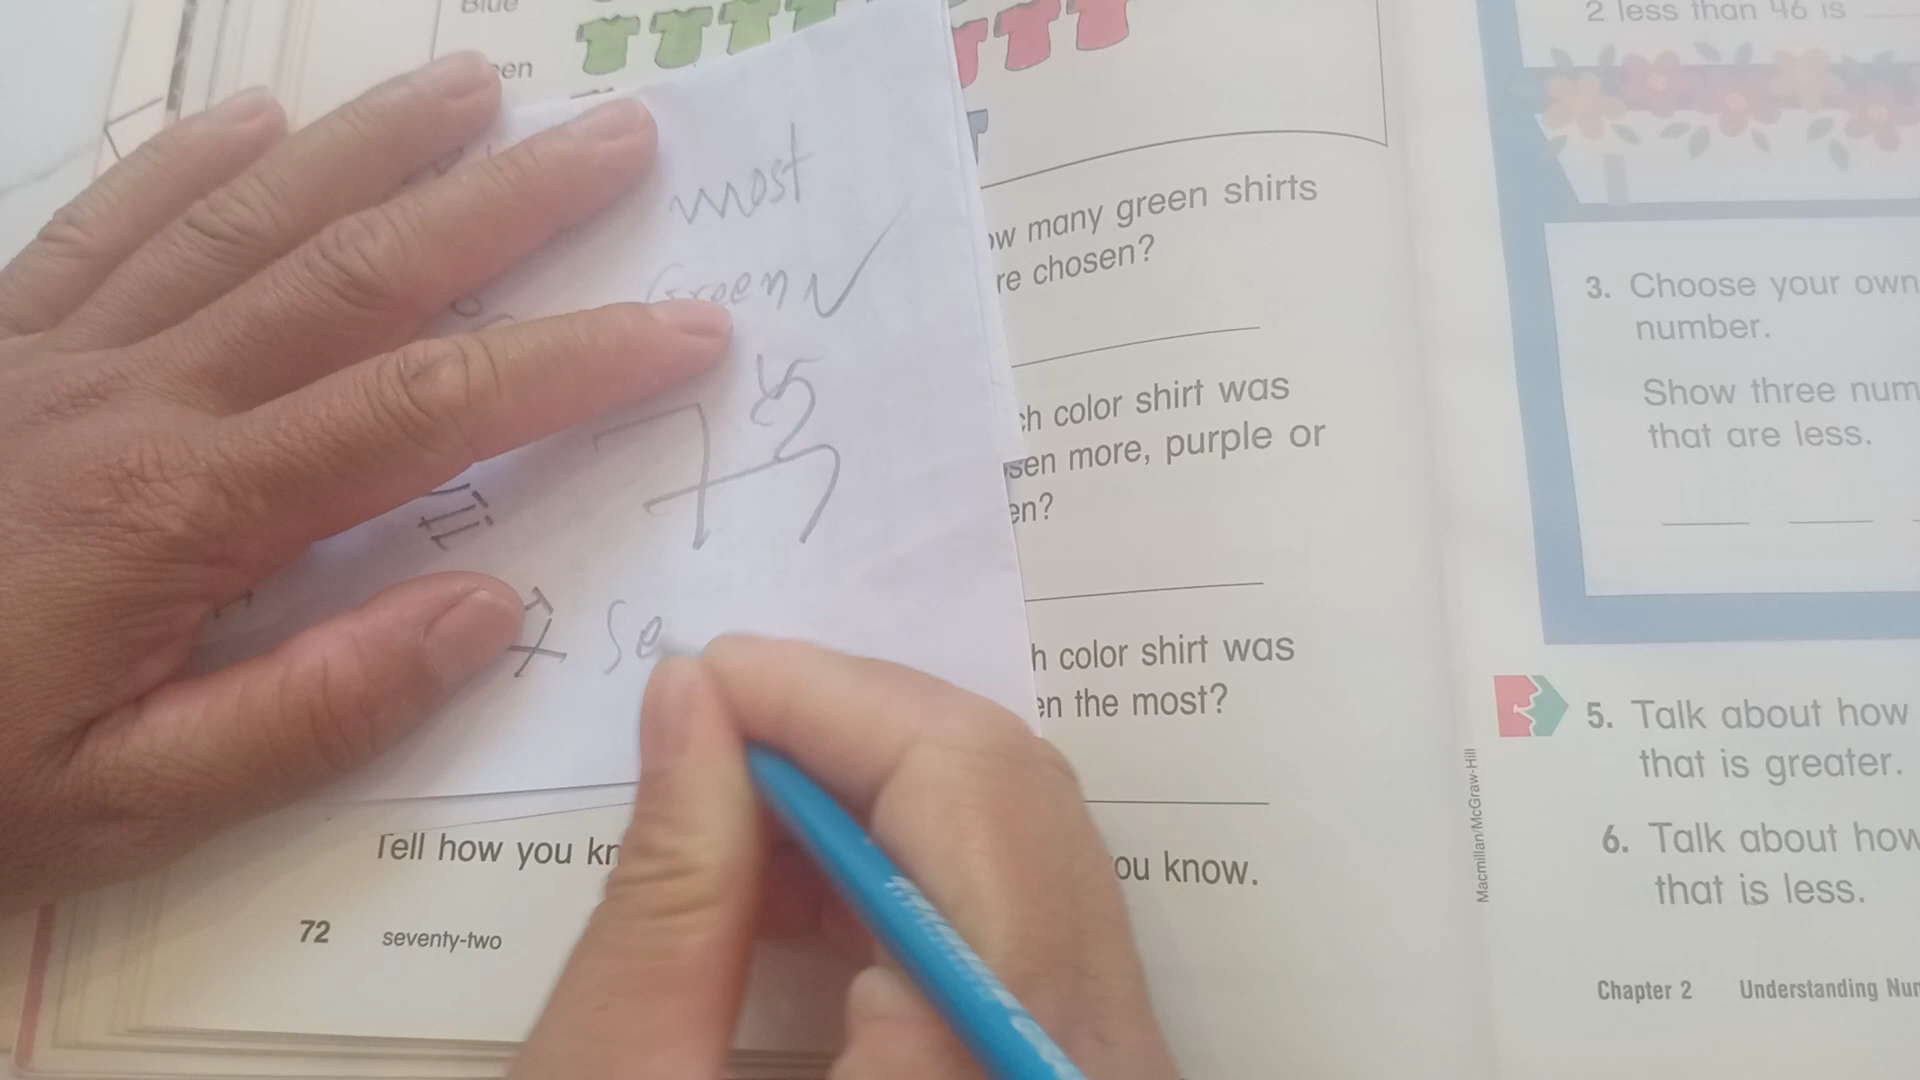 Blue
en
most
Green
Se
ow many green shirts
re chosen?
ch color shirt was
sen more, purple or
en?
h color shirt was
en the most?
Tell how you kn
ou know.
72 seventy-two
2 less than 46 is
3. Choose your own
number.
Show three num
that are less.
5. Talk about how
that is greater.
6. Talk about how
that is less.
Macmillan/McGraw-Hill
Chapter 2 Understanding Nu